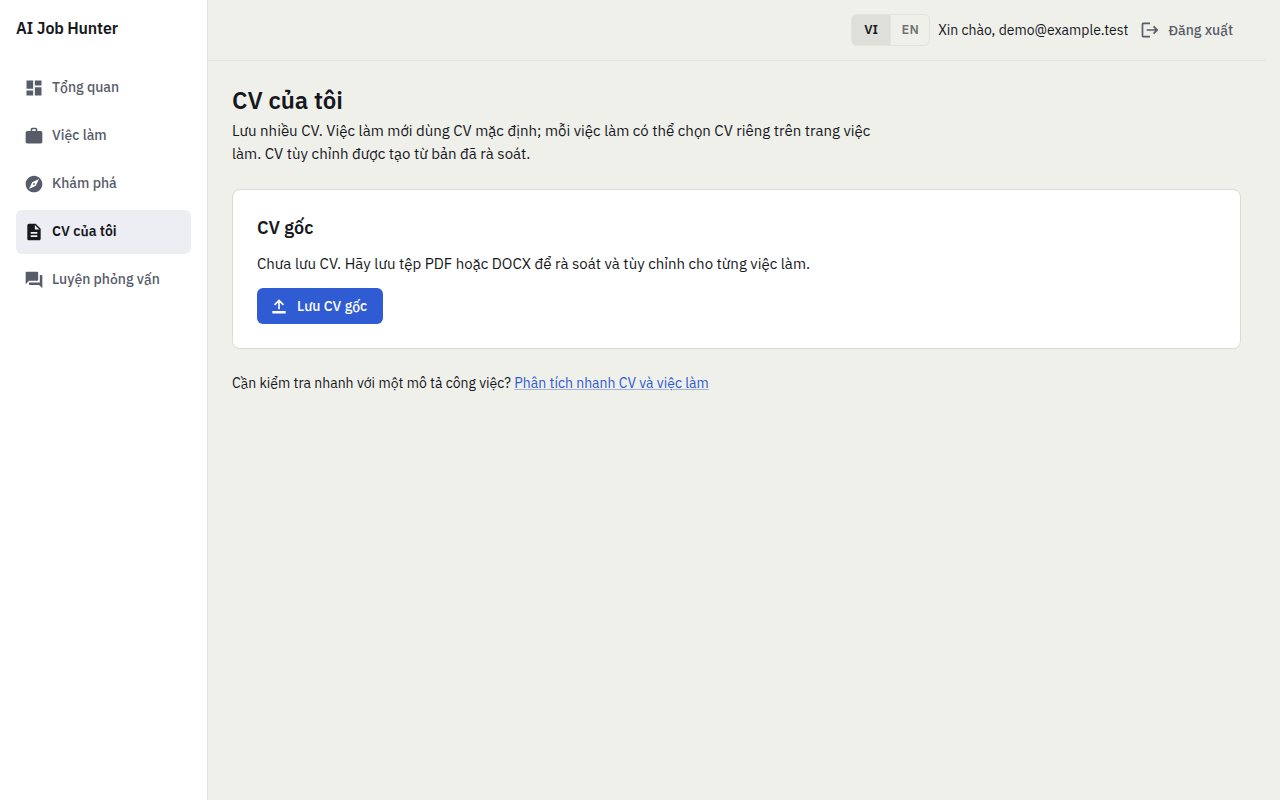 AI Job Hunter
VI EN Xin chào, demo@example.test Đăng xuất
Tổng quan
Việc làm
Khám phá
CV của tôi
Luyện phỏng vấn
CV của tôi
Lưu nhiều CV. Việc làm mới dùng CV mặc định; mỗi việc làm có thể chọn CV riêng trên trang việc
làm. CV tùy chỉnh được tạo từ bản đã rà soát.
CV gốc
Chưa lưu CV. Hãy lưu tệp PDF hoặc DOCX để rà soát và tùy chỉnh cho từng việc làm.
Lưu CV gốc
Cần kiểm tra nhanh với một mô tả công việc? Phân tích nhanh CV và việc làm